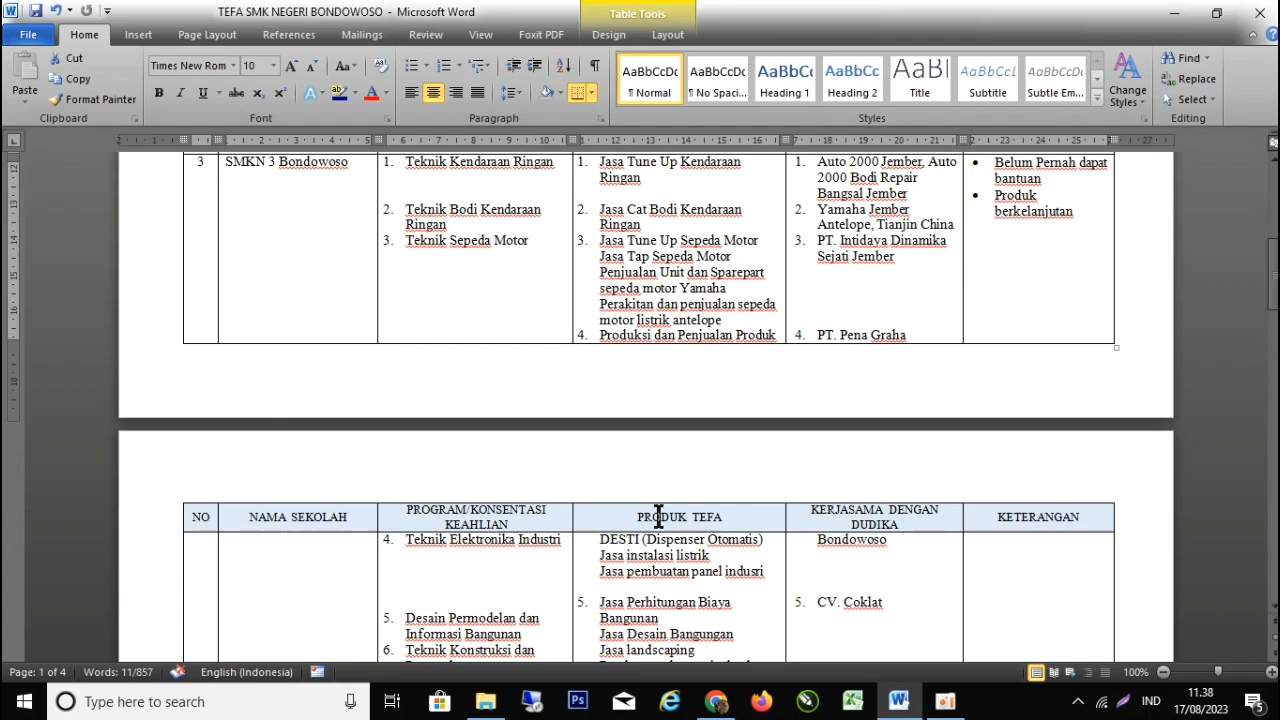 TEFA SMK NEGERI BONDOWOSO - Microsoft Word
Table Tools
File Home Insert Page Layout References Mailings Review View Foxit PDF Design Layout
Paste
Cut
Copy
Format Painter
Clipboard
Times New Rom 10
Font
Paragraph
AaBbCcDc AaBbCcDc AaBbCc AaBbCc AaBl AaBbCcL AaBbCcDc
¶ Normal ¶ No Spaci... Heading 1 Heading 2 Title Subtitle Subtle Em...
Styles
Change Styles
Find
Replace
Select
Editing
3 SMKN 3 Bondowoso
1. Teknik Kendaraan Ringan
2. Teknik Bodi Kendaraan
Ringan
3. Teknik Sepeda Motor
1. Jasa Tune Up Kendaraan
Ringan
2. Jasa Cat Bodi Kendaraan
Ringan
3. Jasa Tune Up Sepeda Motor
Jasa Tap Sepeda Motor
Penjualan Unit dan Sparepart
sepeda motor Yamaha
Perakitan dan penjualan sepeda
motor listrik antelope
4. Produksi dan Penjualan Produk
1. Auto 2000 Jember, Auto
2000 Bodi Repair
Bangsal Jember
2. Yamaha Jember
Antelope, Tianjin China
3. PT. Intidaya Dinamika
Sejati Jember
4. PT. Pena Graha
• Belum Pernah dapat
bantuan
• Produk
berkelanjutan
NO NAMA SEKOLAH PROGRAM/KONSENTASI KEAHLIAN PRODUK TEFA KERJASAMA DENGAN DUDIKA KETERANGAN
4. Teknik Elektronika Industri
5. Desain Permodelan dan
Informasi Bangunan
6. Teknik Konstruksi dan
DESTI (Dispenser Otomatis)
Jasa instalasi listrik
Jasa pembuatan panel indusri
5. Jasa Perhitungan Biaya
Bangunan
Jasa Desain Bangungan
Jasa landscaping
Bondowoso
5. CV. Coklat
Page: 1 of 4 Words: 11/857 English (Indonesia) 100%
Type here to search
IND
11.38
17/08/2023
5